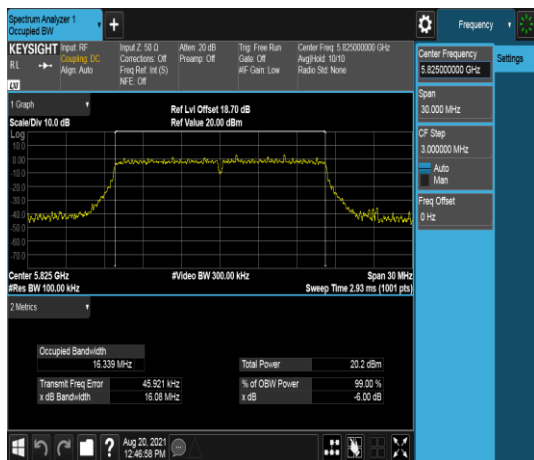 Spectrum Analyzer 1
Occupied BW
+
Frequency
KEYSIGHT
RL
Input: RF
Coupling: DC
Align: Auto
Input Z: 50 Ω
Corrections: Off
Freq Ref: Int (S)
NFE: Off
Atten: 20 dB
Preamp: Off
Trig: Free Run
Gate: Off
#IF Gain: Low
Center Freq: 5.825000000 GHz
Avg|Hold: 10/10
Radio Std: None
Center Frequency
5.825000000 GHz
Settings
Span
30.000 MHz
CF Step
3.000000 MHz
Auto
Man
Freq Offset
0 Hz
1 Graph
Scale/Div 10.0 dB
Ref Lvl Offset 18.70 dB
Ref Value 20.00 dBm
Log
10.0
0.00
-10.0
-20.0
-30.0
-40.0
-50.0
-60.0
-70.0
Center 5.825 GHz
#Res BW 100.00 kHz
#Video BW 300.00 kHz
Span 30 MHz
Sweep Time 2.93 ms (1001 pts)
2 Metrics
Occupied Bandwidth
16.339 MHz
Total Power 20.2 dBm
Transmit Freq Error 45.921 kHz
% of OBW Power 99.00 %
x dB Bandwidth 16.08 MHz
x dB -6.00 dB
?
Aug 20, 2021
12:46:58 PM